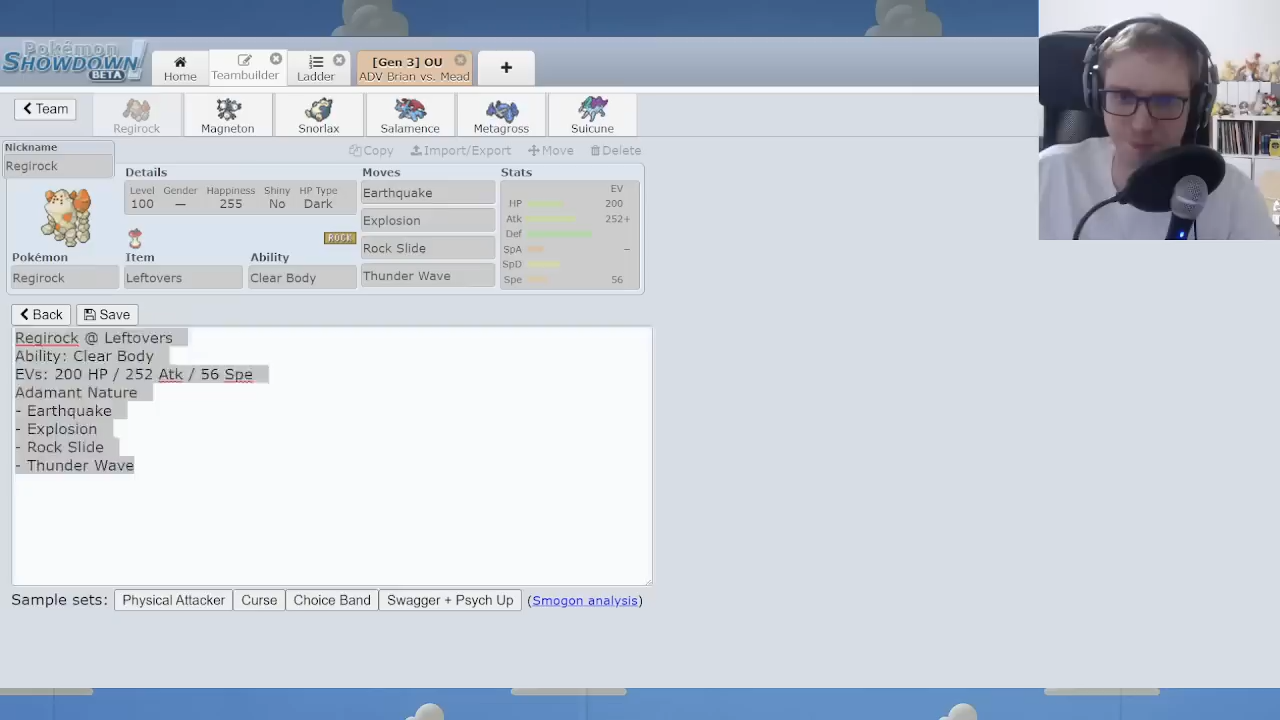 Pokémon
SHOWDOWN!
BETA
Home
Teambuilder
Ladder
[Gen 3] OU
ADV Brian vs. Mead
+
Team
Regirock
Magneton
Snorlax
Salamence
Metagross
Suicune
Nickname
Regirock
Copy
Import/Export
Move
Delete
Details
Level
100
Gender
—
Happiness
255
Shiny
No
HP Type
Dark
ROCK
Pokémon
Regirock
Item
Leftovers
Ability
Clear Body
Moves
Earthquake
Explosion
Rock Slide
Thunder Wave
Stats
EV
HP 200
Atk 252+
Def
SpA –
SpD
Spe 56
Back
Save
Regirock @ Leftovers
Ability: Clear Body
EVs: 200 HP / 252 Atk / 56 Spe
Adamant Nature
- Earthquake
- Explosion
- Rock Slide
- Thunder Wave
Sample sets: Physical Attacker Curse Choice Band Swagger + Psych Up (Smogon analysis)